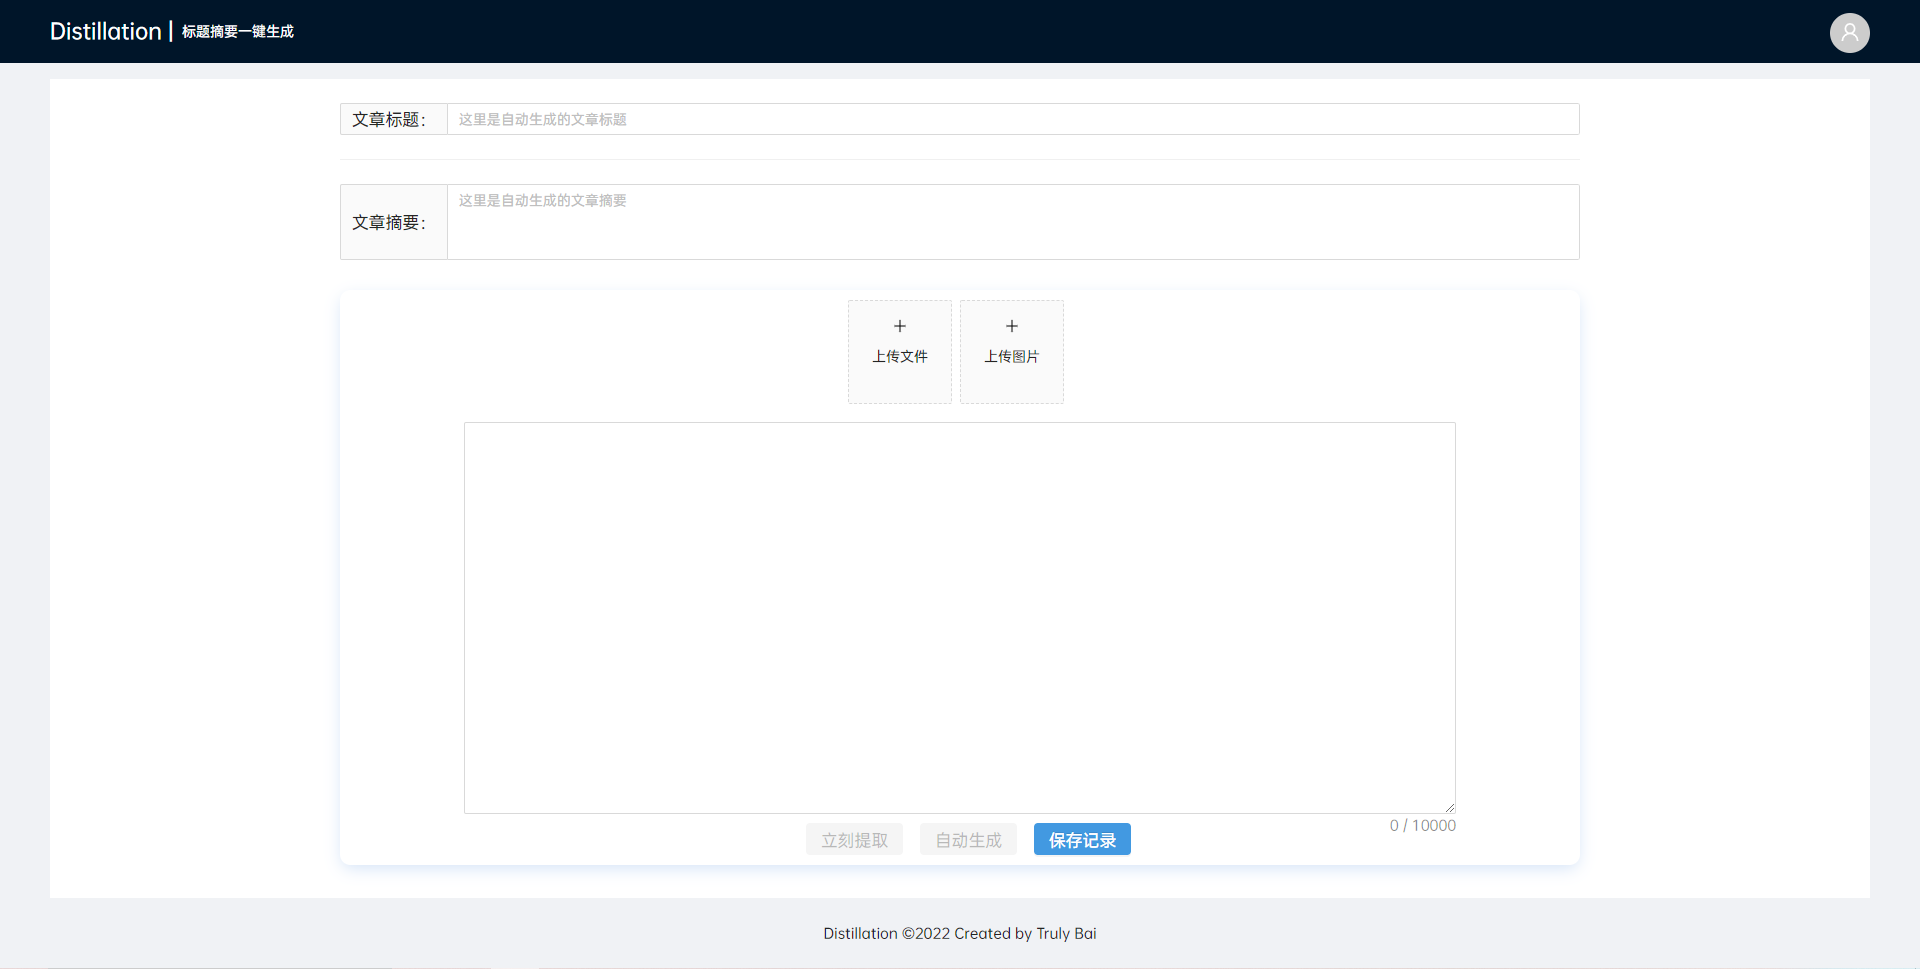 Distillation | 标题摘要一键生成
文章标题： 这里是自动生成的文章标题
文章摘要： 这里是自动生成的文章摘要
上传文件 上传图片
0 / 10000
立刻提取 自动生成 保存记录
Distillation ©2022 Created by Truly Bai